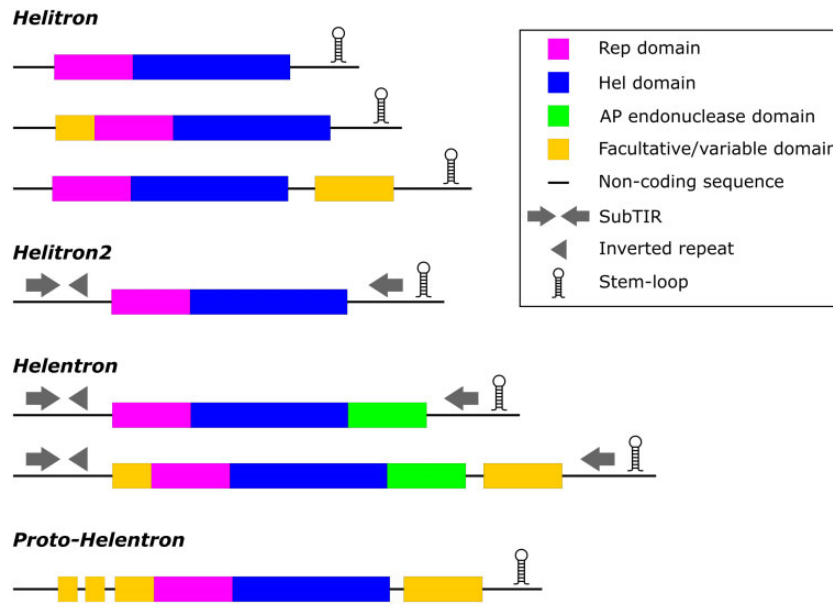 Helitron
Rep domain
Hel domain
AP endonuclease domain
Facultative/variable domain
Non-coding sequence
SubTIR
Inverted repeat
Stem-loop
Helitron2
Helentron
Proto-Helentron